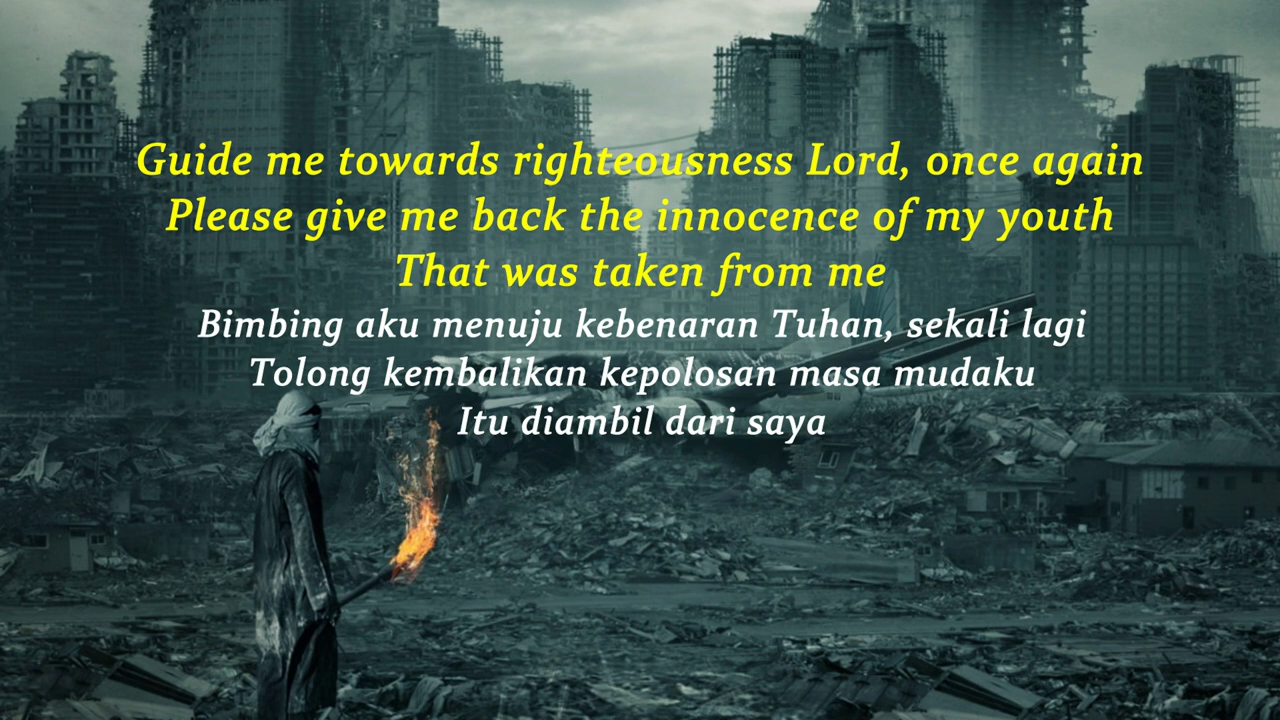 Guide me towards righteousness Lord, once again
Please give me back the innocence of my youth
That was taken from me
Bimbing aku menuju kebenaran Tuhan, sekali lagi
Tolong kembalikan kepolosan masa mudaku
Itu diambil dari saya